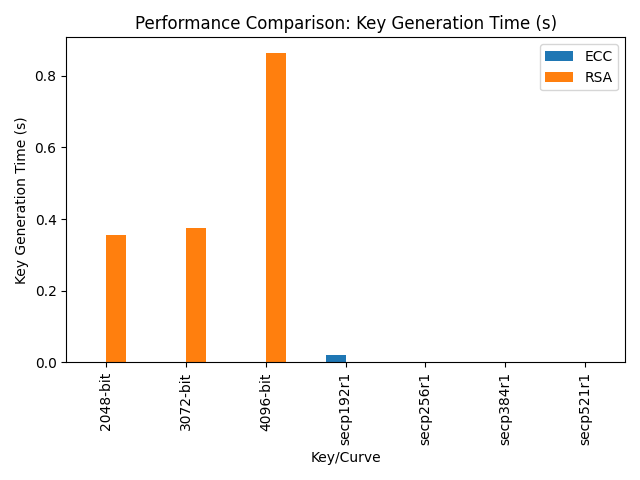 Performance Comparison: Key Generation Time (s)
ECC
RSA
Key Generation Time (s)
0.8
0.6
0.4
0.2
0.0
2048-bit
3072-bit
4096-bit
secp192r1
secp256r1
secp384r1
secp521r1
Key/Curve